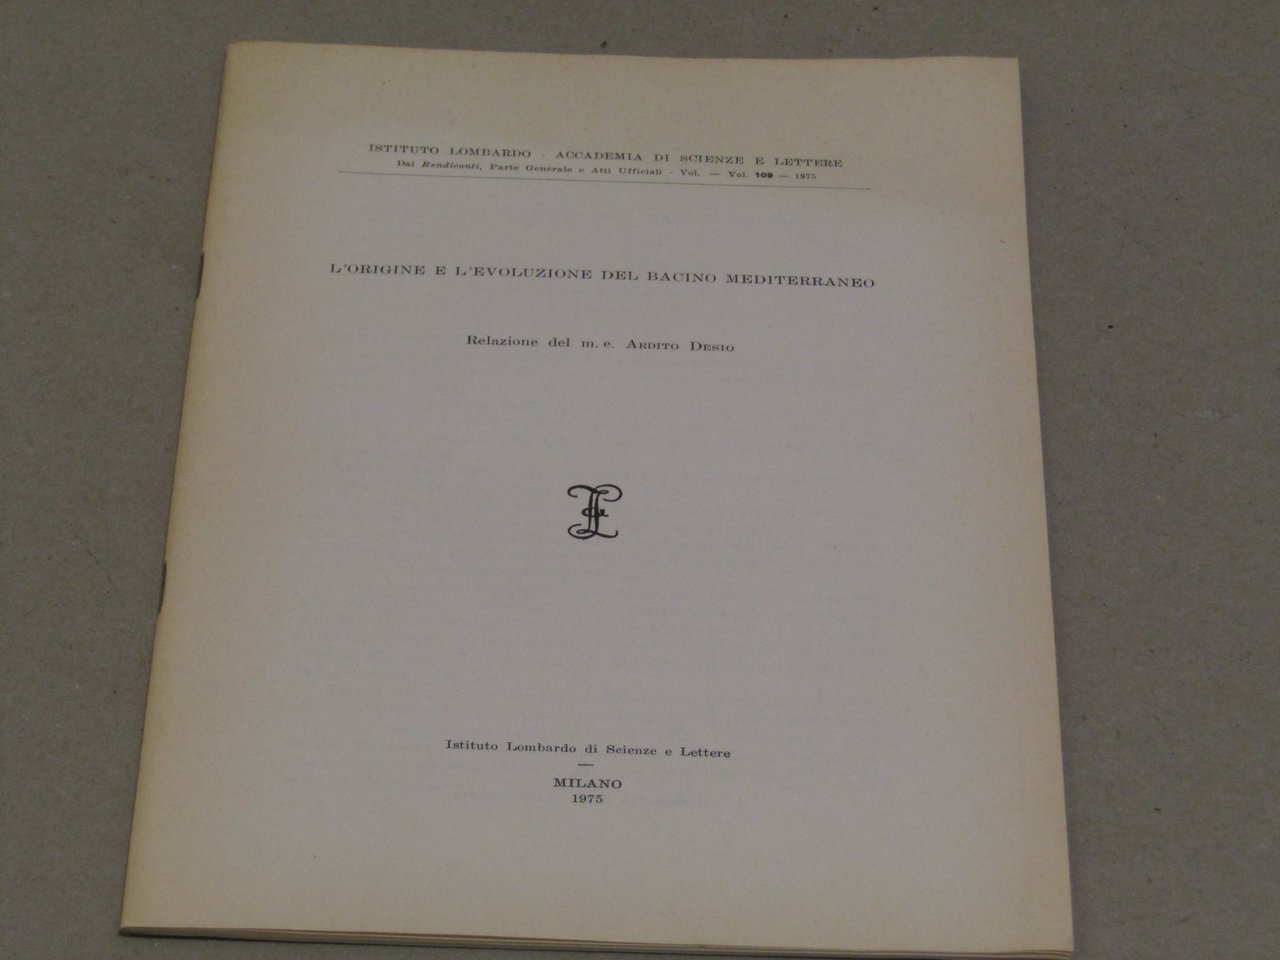 ISTITUTO LOMBARDO - ACCADEMIA DI SCIENZE E LETTERE
Dai Rendiconti, Parte Generale e Atti Ufficiali - Vol. — Vol. 109 — 1975
L'ORIGINE E L'EVOLUZIONE DEL BACINO MEDITERRANEO
Relazione del m. e. ARDITO DESIO
Istituto Lombardo di Scienze e Lettere
MILANO
1975